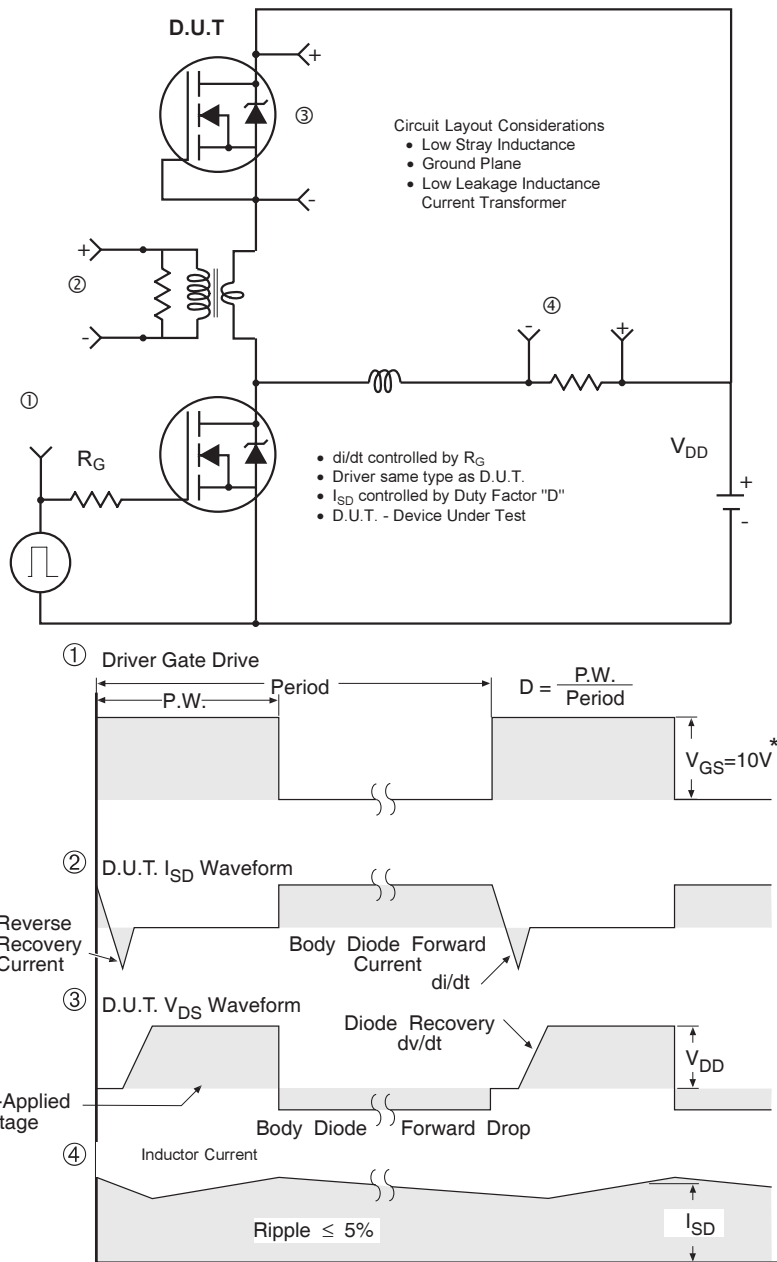 D.U.T
+
③
Circuit Layout Considerations
• Low Stray Inductance
• Ground Plane
• Low Leakage Inductance
Current Transformer
-
+
②
-
④
-
+
①
R_G
V_DD
+
-
• di/dt controlled by R_G
• Driver same type as D.U.T.
• I_SD controlled by Duty Factor "D"
• D.U.T. - Device Under Test
① Driver Gate Drive
Period
P.W.
D = P.W.
Period
V_GS=10V *
② D.U.T. I_SD Waveform
Reverse
Recovery
Current
Body Diode Forward
Current
di/dt
③ D.U.T. V_DS Waveform
Diode Recovery
dv/dt
V_DD
-Applied
tage
Body Diode Forward Drop
④ Inductor Current
Ripple ≤ 5%
I_SD